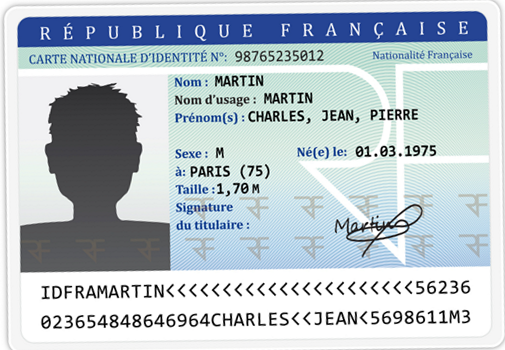 RÉPUBLIQUE FRANÇAISE
CARTE NATIONALE D'IDENTITÉ N°: 98765235012 Nationalité Française
Nom : MARTIN
Nom d'usage : MARTIN
Prénom(s) : CHARLES, JEAN, PIERRE
Sexe : M Né(e) le: 01.03.1975
à: PARIS (75)
Taille : 1,70 M
Signature
du titulaire : Martin
IDFRAMARTIN<<<<<<<<<<<<<<<<<<<<56236
023654848646964CHARLES<<JEAN<5698611M3